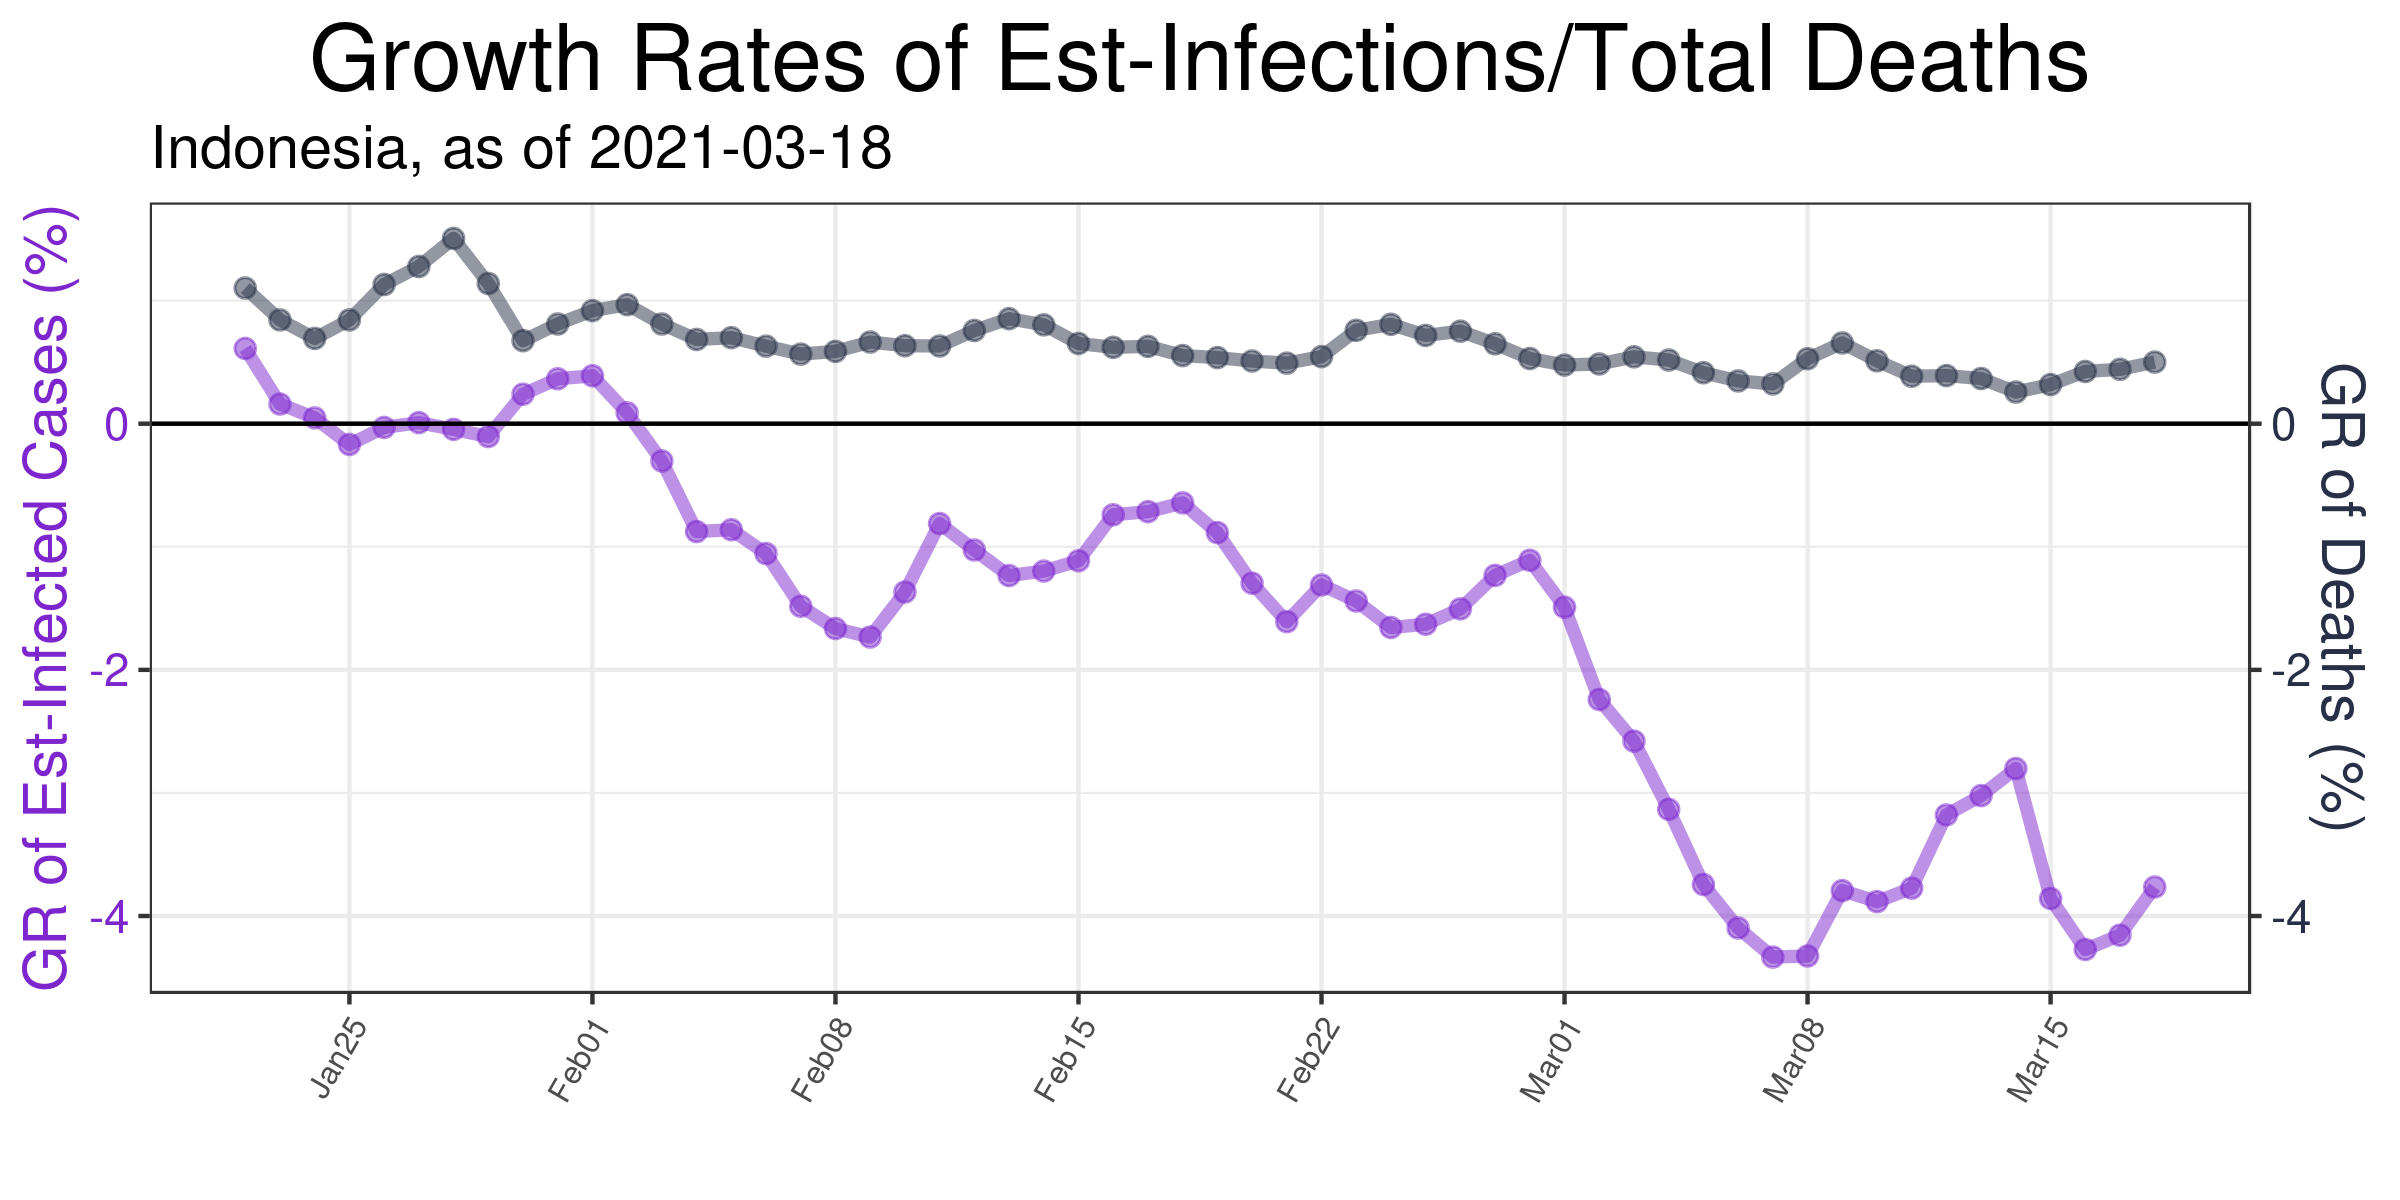 Growth Rates of Est-Infections/Total Deaths
Indonesia, as of 2021-03-18
GR of Est-Infected Cases (%)
0
-2
-4
0
-2
-4
GR of Deaths (%)
Jan25
Feb01
Feb08
Feb15
Feb22
Mar01
Mar08
Mar15